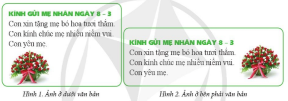 KÍNH GỬI MẸ NHÂN NGÀY 8 – 3
Con xin tặng mẹ bó hoa tươi thắm.
Con kính chúc mẹ nhiều niềm vui.
Con yêu mẹ.
Hình 1. Ảnh ở dưới văn bản
KÍNH GỬI MẸ NHÂN NGÀY 8 – 3
Con xin tặng mẹ bó hoa tươi thắm.
Con kính chúc mẹ nhiều niềm vui.
Con yêu mẹ.
Hình 2. Ảnh ở bên phải văn bản